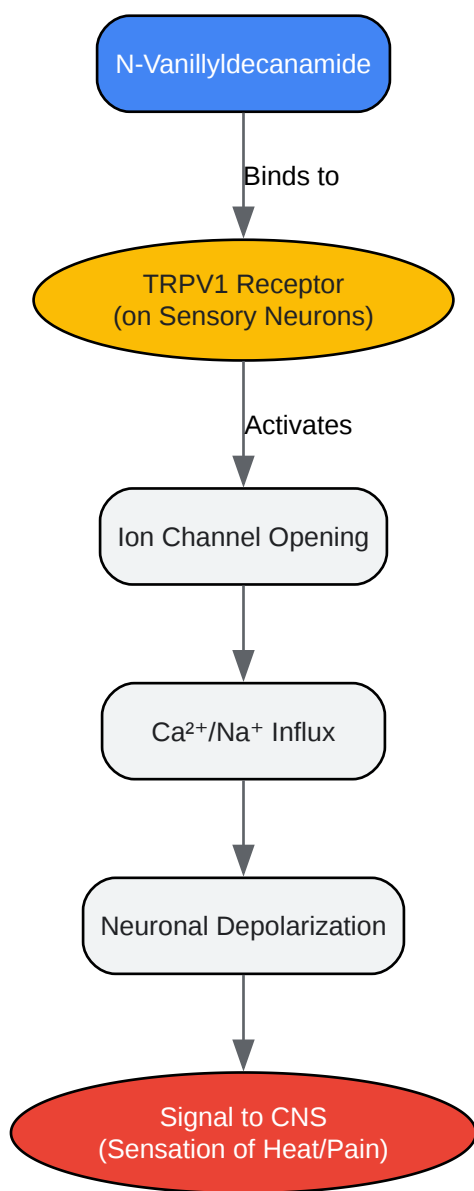 N-Vanillyldecanamide
Binds to
TRPV1 Receptor
(on Sensory Neurons)
Activates
Ion Channel Opening
Ca²⁺/Na⁺ Influx
Neuronal Depolarization
Signal to CNS
(Sensation of Heat/Pain)